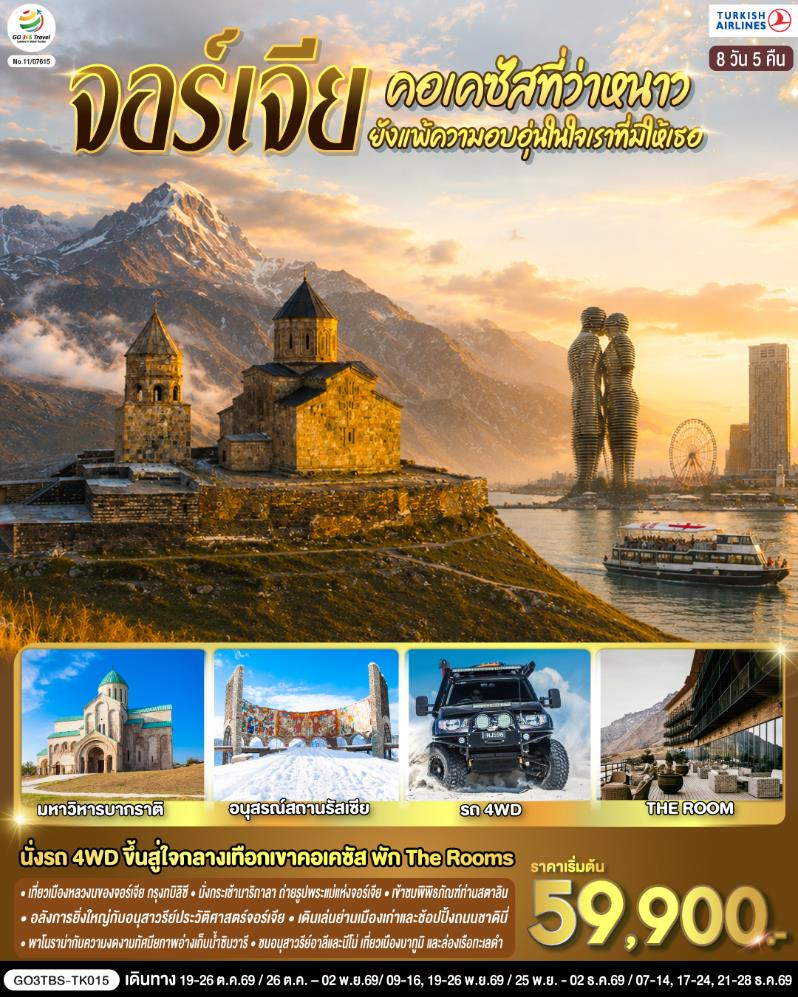 GO 365 Travel
No.11/07615
TURKISH AIRLINES
8 วัน 5 คืน
จอร์เจีย
คอเคซัสที่ว่าหนาว
ยังแพ้ความอบอุ่นในใจเราที่มีให้เธอ
มหาวิหารบากราติ
อนุสรณ์สถานรัสเซีย
รถ 4WD
THE ROOM
นั่งรถ 4WD ขึ้นสู่ใจกลางเทือกเขาคอเคซัส พัก The Rooms
• เที่ยวเมืองหลวงของจอร์เจีย กรุงทบิลิซี • นั่งกระเช้านาริกาลา ถ่ายรูปพระแม่แห่งจอร์เจีย • เข้าชมพิพิธภัณฑ์ท่านสตาลิน
• อลังการยิ่งใหญ่กับอนุสาวรีย์ประวัติศาสตร์จอร์เจีย • เดินเล่นย่านเมืองเก่าและช้อปปิ้งถนนชาดินี่
• พาโนราม่ากับความงดงามทัศนียภาพอ่างเก็บน้ำชินวารี • ชมอนุสาวรีย์อาลีและนีโน่ เที่ยวเมืองบาทูมิ และล่องเรือทะเลดำ
ราคาเริ่มต้น
59,900.-
GO3TBS-TK015
เดินทาง 19-26 ต.ค.69 / 26 ต.ค. – 02 พ.ย.69/ 09-16, 19-26 พ.ย.69 / 25 พ.ย. - 02 ธ.ค.69 / 07-14, 17-24, 21-28 ธ.ค.69